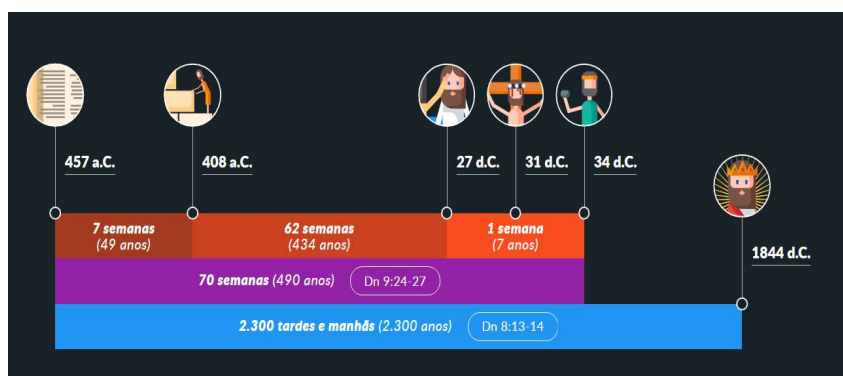 457 a.C.
408 a.C.
27 d.C.
31 d.C.
34 d.C.
1844 d.C.
7 semanas
(49 anos)
62 semanas
(434 anos)
1 semana
(7 anos)
70 semanas (490 anos)
Dn 9:24-27
2.300 tardes e manhãs (2.300 anos)
Dn 8:13-14